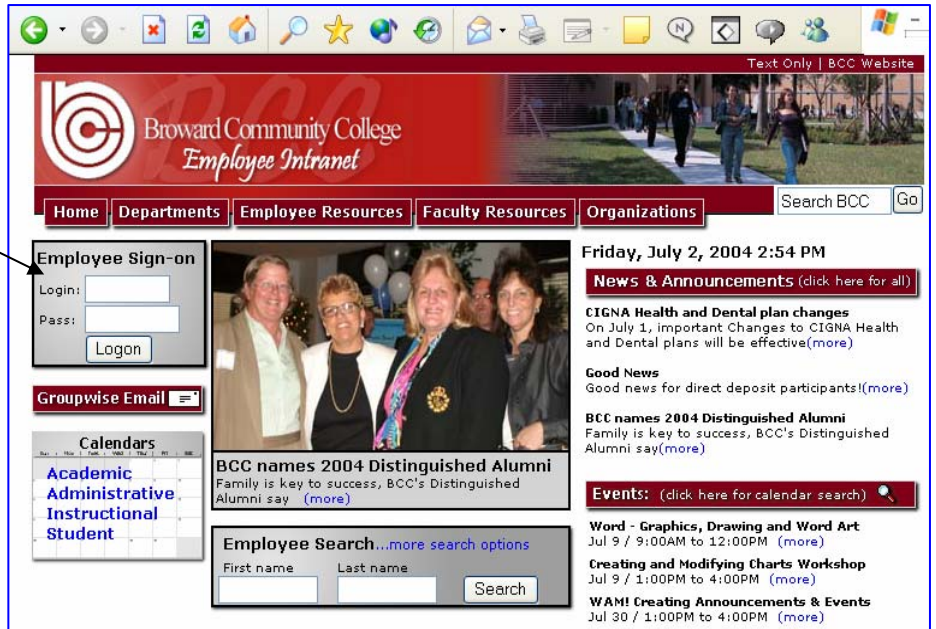 Text Only | BCC Website
BCC
Broward Community College
Employee Intranet
Home Departments Employee Resources Faculty Resources Organizations
Search BCC Go
Employee Sign-on
Login:
Pass:
Logon
Groupwise Email
Calendars
Academic
Administrative
Instructional
Student
BCC names 2004 Distinguished Alumni
Family is key to success, BCC's Distinguished
Alumni say (more)
Employee Search...more search options
First name Last name
Search
Friday, July 2, 2004 2:54 PM
News & Announcements (click here for all)
CIGNA Health and Dental plan changes
On July 1, important Changes to CIGNA Health
and Dental plans will be effective(more)
Good News
Good news for direct deposit participants!(more)
BCC names 2004 Distinguished Alumni
Family is key to success, BCC's Distinguished
Alumni say(more)
Events: (click here for calendar search)
Word - Graphics, Drawing and Word Art
Jul 9 / 9:00AM to 12:00PM (more)
Creating and Modifying Charts Workshop
Jul 9 / 1:00PM to 4:00PM (more)
WAM! Creating Announcements & Events
Jul 30 / 1:00PM to 4:00PM (more)